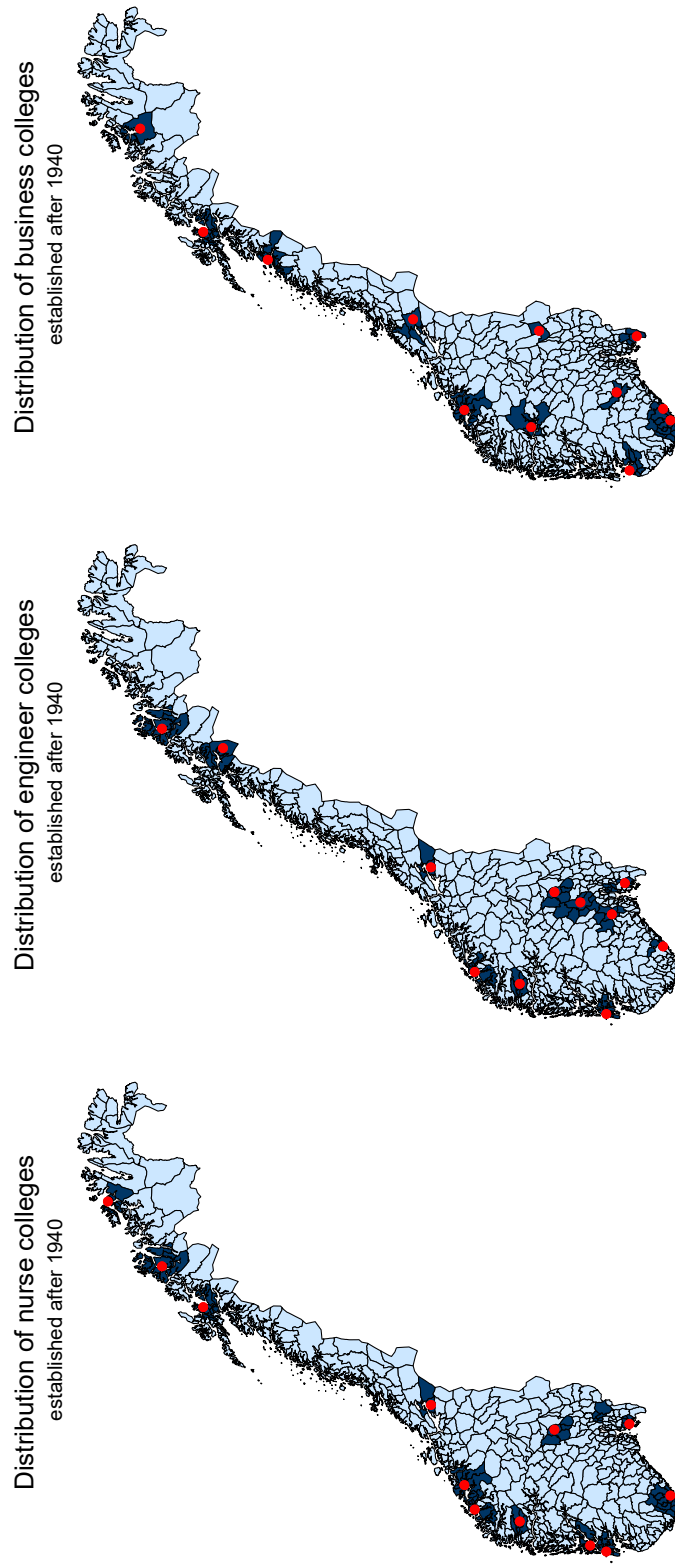 Distribution of nurse colleges
established after 1940
Distribution of engineer colleges
established after 1940
Distribution of business colleges
established after 1940